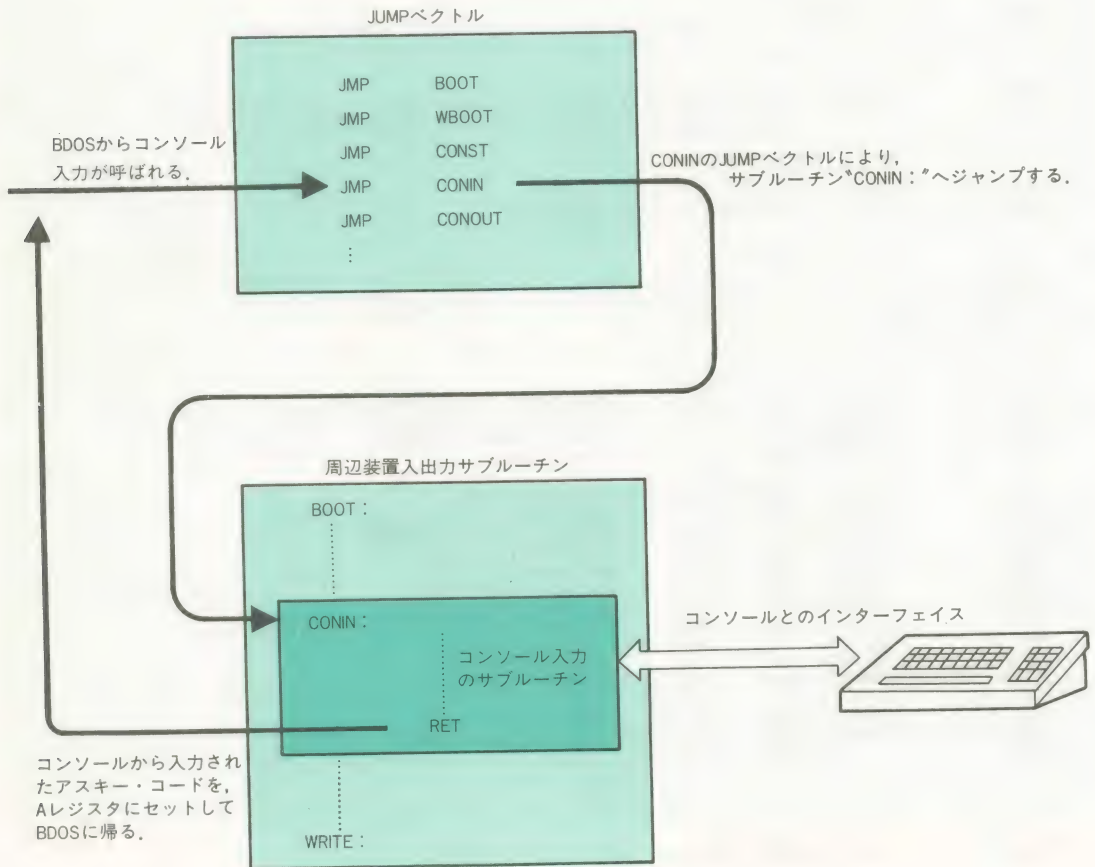 JUMPベクトル
JMP BOOT
JMP WBOOT
JMP CONST
JMP CONIN
JMP CONOUT
⋮
BDOSからコンソール
入力が呼ばれる.
CONINのJUMPベクトルにより,
サブルーチン〝CONIN：〞へジャンプする.
周辺装置入出力サブルーチン
BOOT：
CONIN：
コンソール入力
のサブルーチン
RET
WRITE：
コンソールとのインターフェイス
コンソールから入力され
たアスキー・コードを,
Aレジスタにセットして
BDOSに帰る.